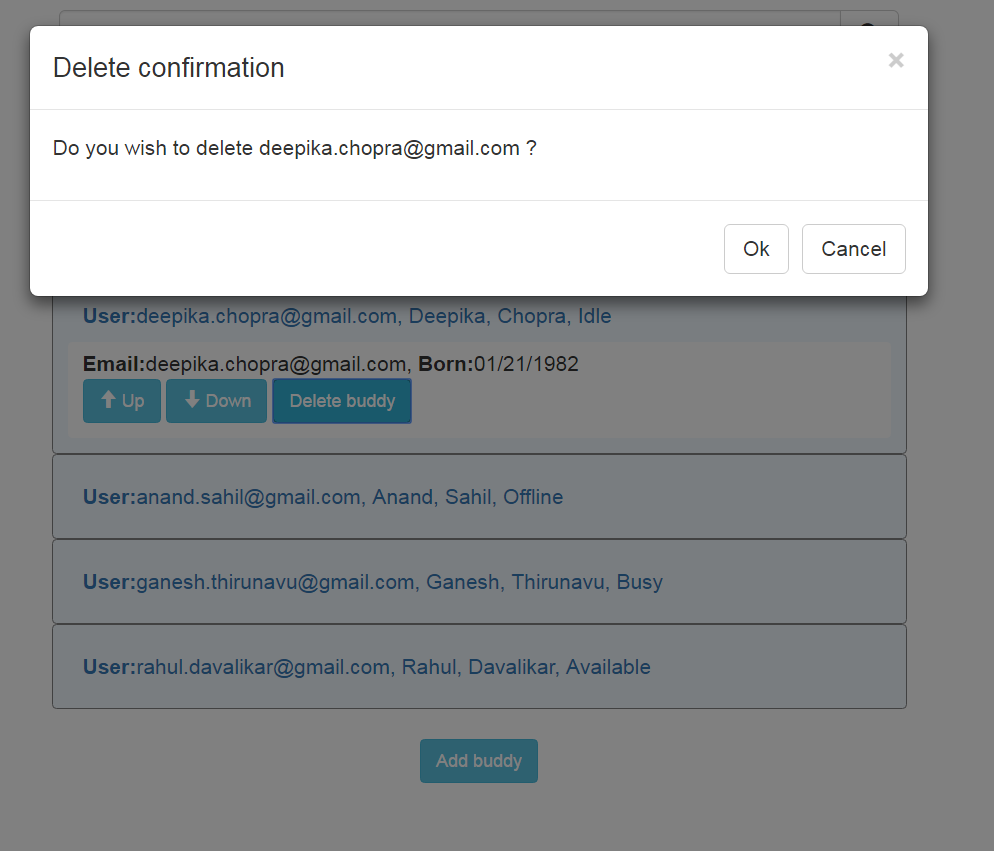 Delete confirmation ×
Do you wish to delete deepika.chopra@gmail.com ?
Ok Cancel
User:deepika.chopra@gmail.com, Deepika, Chopra, Idle
Email:deepika.chopra@gmail.com, Born:01/21/1982
Up Down Delete buddy
User:anand.sahil@gmail.com, Anand, Sahil, Offline
User:ganesh.thirunavu@gmail.com, Ganesh, Thirunavu, Busy
User:rahul.davalikar@gmail.com, Rahul, Davalikar, Available
Add buddy